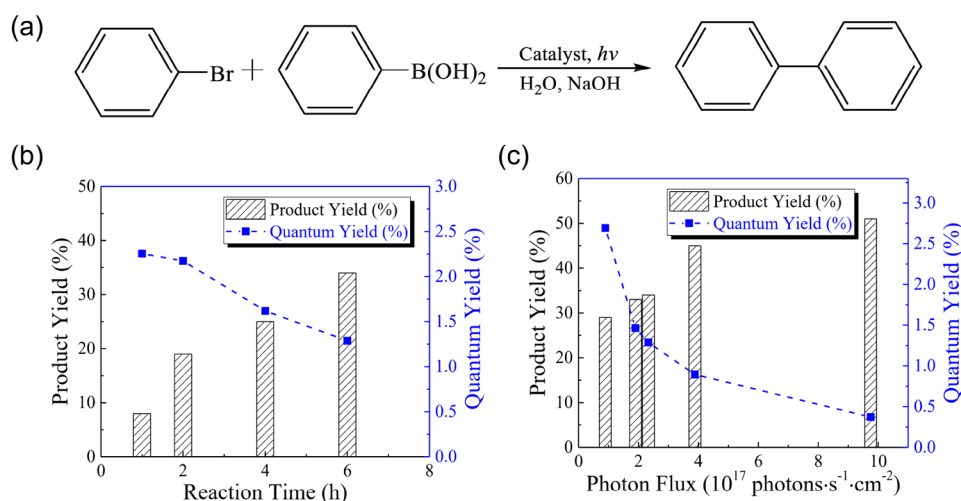 (a)
Br
+
B(OH)2
Catalyst, hν
H2O, NaOH
(b)
50
40
30
20
10
0
Product Yield (%)
0 2 4 6 8
Reaction Time (h)
3.0
2.5
2.0
1.5
1.0
0.5
0.0
Quantum Yield (%)
Product Yield (%)
Quantum Yield (%)
(c)
60
50
40
30
20
10
0
Product Yield (%)
0 2 4 6 8 10
Photon Flux (10¹⁷ photons·s⁻¹·cm⁻²)
3.0
2.5
2.0
1.5
1.0
0.5
0.0
Quantum Yield (%)
Product Yield (%)
Quantum Yield (%)